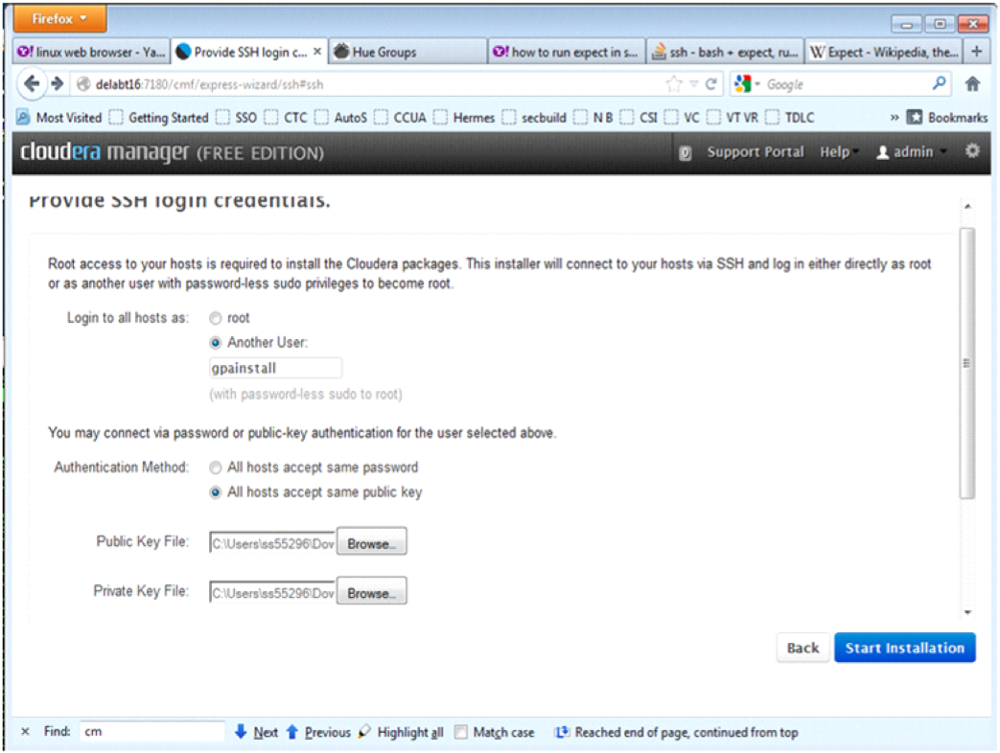 Firefox
linux web browser - Ya... Provide SSH login c... × Hue Groups how to run expect in s... ssh - bash + expect, ru... W Expect - Wikipedia, the... +
delabt16:7180/cmf/express-wizard/ssh#ssh Google
Most Visited Getting Started SSO CTC AutoS CCUA Hermes secbuild N B CSI VC VT VR TDLC » Bookmarks
cloudera manager (FREE EDITION) 0 Support Portal Help admin
Provide SSH login credentials.
Root access to your hosts is required to install the Cloudera packages. This installer will connect to your hosts via SSH and log in either directly as root
or as another user with password-less sudo privileges to become root.
Login to all hosts as: root
Another User:
gpainstall
(with password-less sudo to root)
You may connect via password or public-key authentication for the user selected above.
Authentication Method: All hosts accept same password
All hosts accept same public key
Public Key File: C:\Users\ss55296\Dov Browse...
Private Key File: C:\Users\ss55296\Dov Browse...
Back Start Installation
× Find: cm Next Previous Highlight all Match case Reached end of page, continued from top